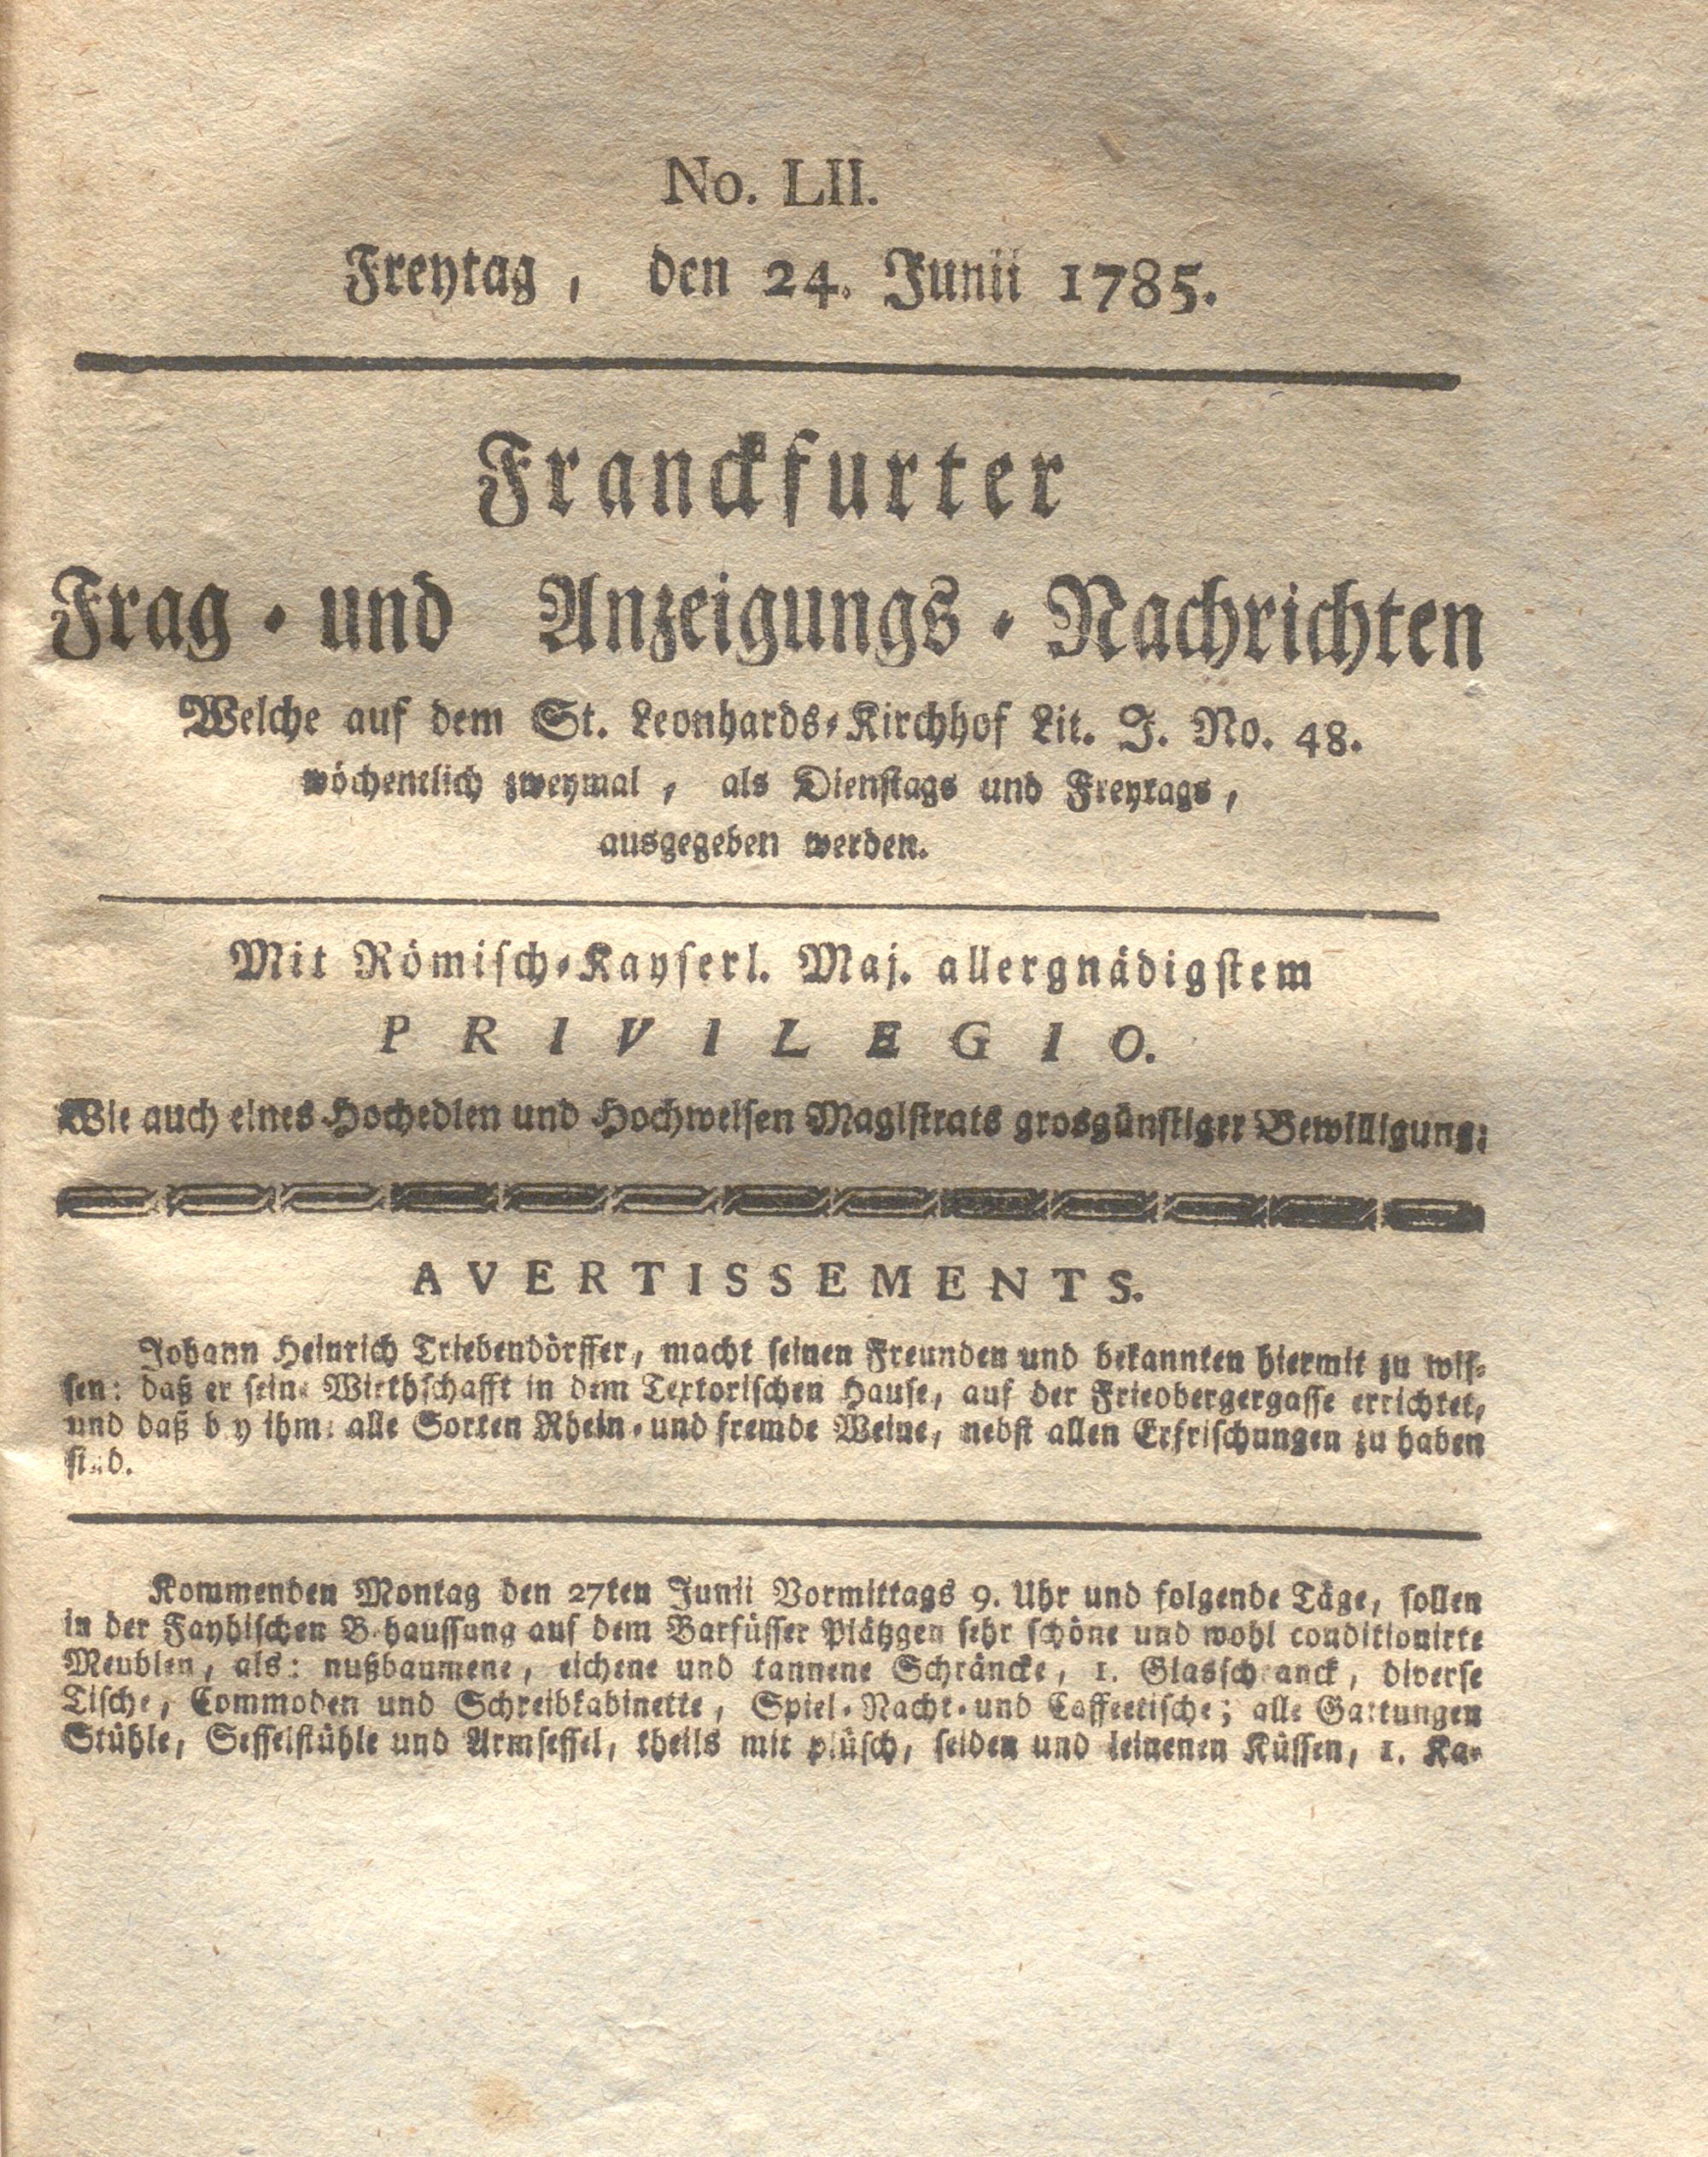 No. LII.
Freytag, den 24. Junii 1785.
Franckfurter
Frag- und Anzeigungs-Nachrichten
Welche auf dem St. Leonhards-Kirchhof Lit. J. No. 48.
wöchentlich zweymal, als Dienstags und Freytags,
ausgegeben werden.
Mit Römisch-Kayserl. Maj. allergnädigstem
PRIVILEGIO.
Wie auch eines Hochedlen und Hochweisen Magistrats grosgünstiger Bewilligung:
AVERTISSEMENTS.
Johann Heinrich Triebendörffer, macht seinen Freunden und bekannten hiermit zu wis-
sen: daß er seine Wirthschafft in dem Textorischen Hause, auf der Friedbergergasse errichtet,
und daß bey ihm: alle Sorten Rhein- und fremde Weine, nebst allen Erfrischungen zu haben
sind.
Kommenden Montag den 27ten Junii Vormittags 9. Uhr und folgende Täge, sollen
in der Fayhischen Behaussung auf dem Barfüsser Plätzgen sehr schöne und wohl conditionirte
Meublen, als: nußbaumene, eichene und tannene Schräncke, 1. Glasschranck, diverse
Tische, Commoden und Schreibkabinette, Spiel- Nacht- und Caffeetische; alle Gattungen
Stühle, Sesselstühle und Armsessel, theils mit plüsch, seiden und leinenen Küssen, 1. Ka-